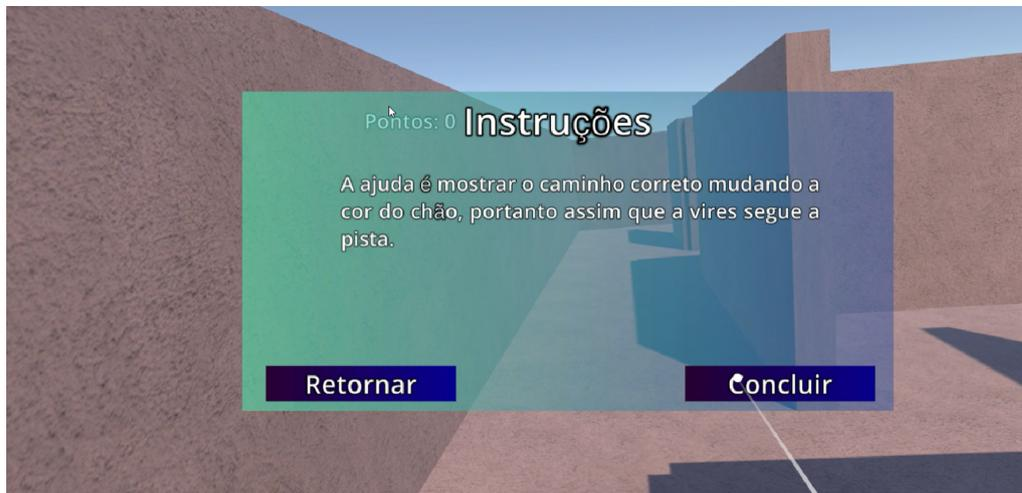 Pontos: 0 Instruções
A ajuda é mostrar o caminho correto mudando a
cor do chão, portanto assim que a vires segue a
pista.
Retornar
Concluir